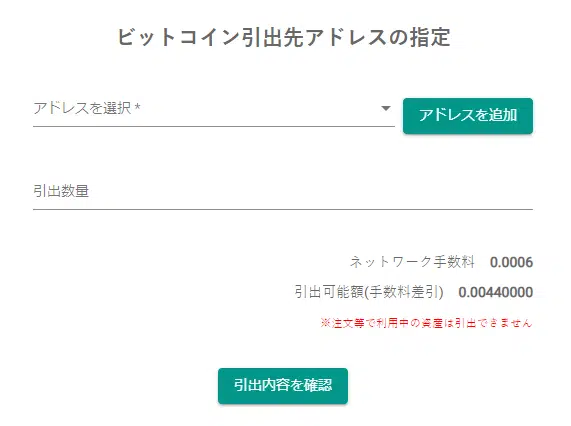 ビットコイン引出先アドレスの指定
アドレスを選択 * アドレスを追加
引出数量
ネットワーク手数料 0.0006
引出可能額(手数料差引) 0.00440000
※注文等で利用中の資産は引出できません
引出内容を確認